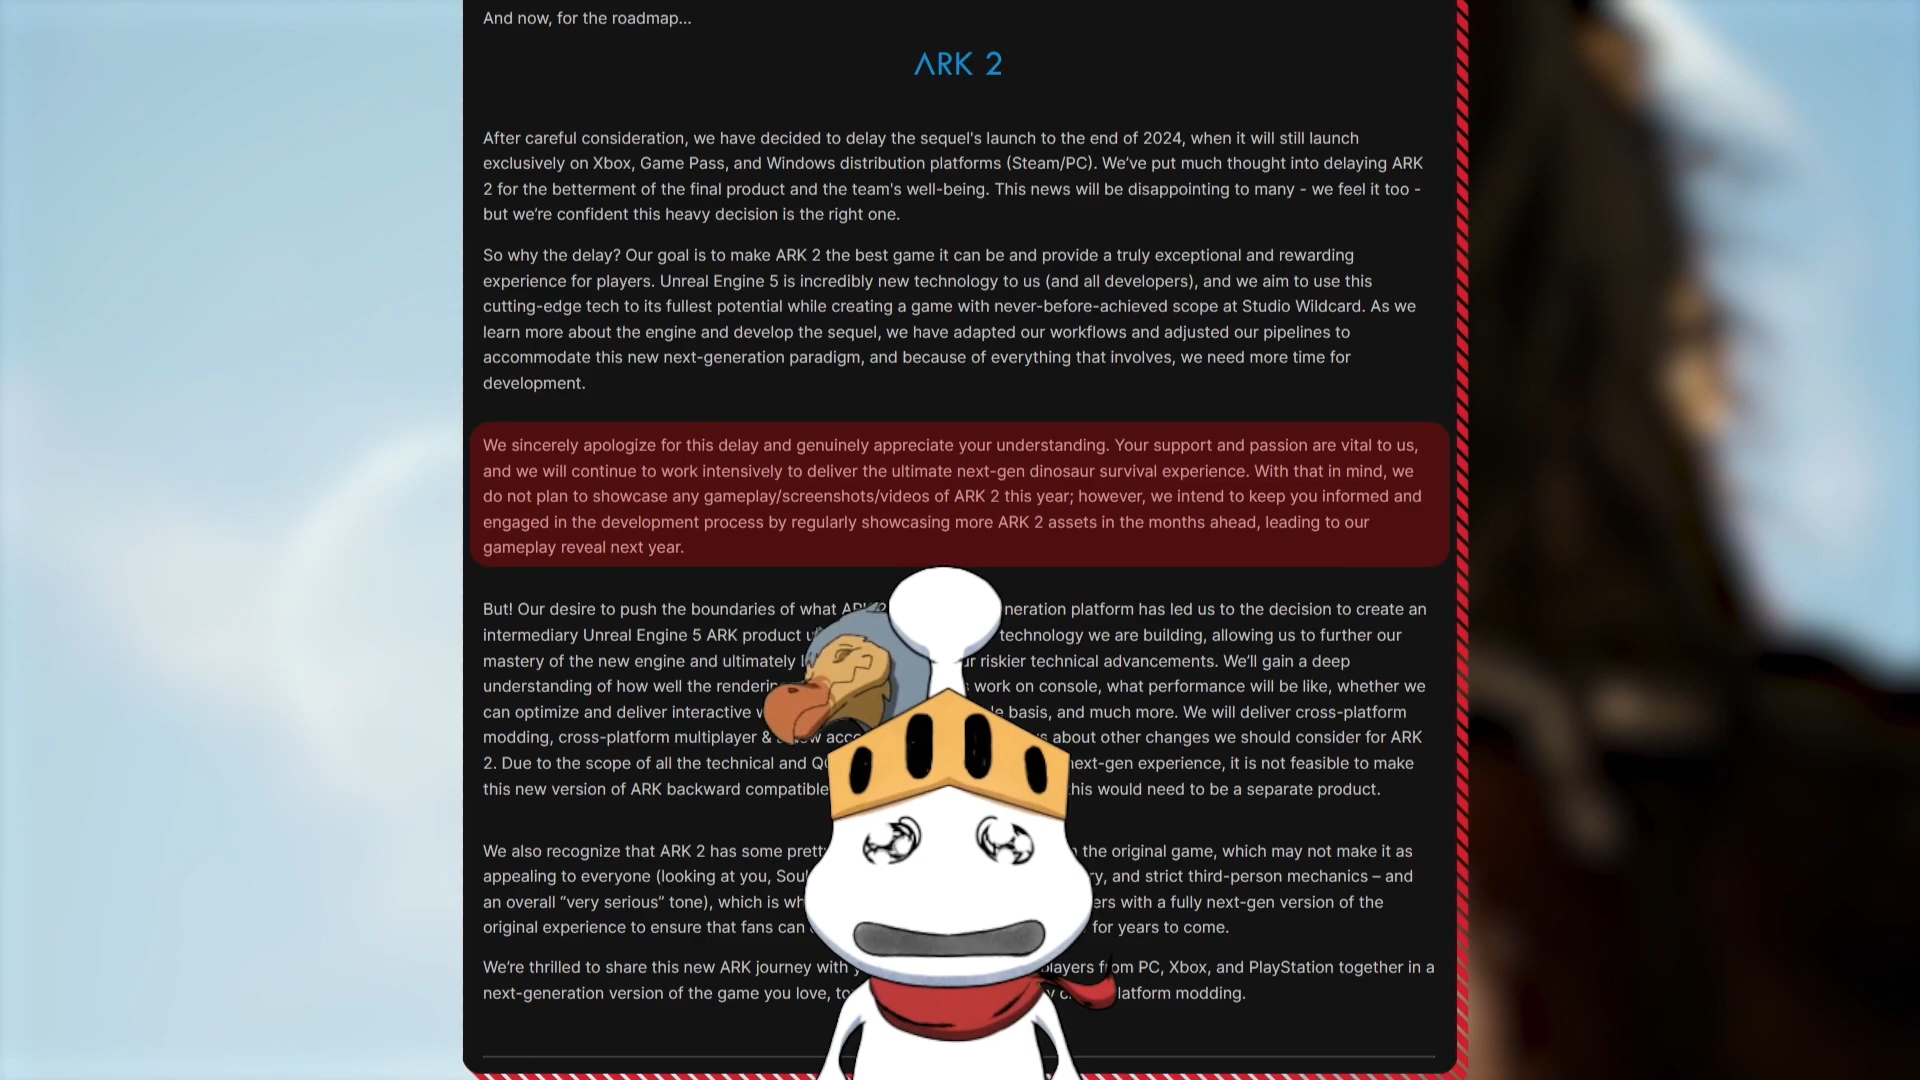 And now, for the roadmap...
ARK 2
After careful consideration, we have decided to delay the sequel's launch to the end of 2024, when it will still launch
exclusively on Xbox, Game Pass, and Windows distribution platforms (Steam/PC). We’ve put much thought into delaying ARK
2 for the betterment of the final product and the team's well-being. This news will be disappointing to many - we feel it too -
but we’re confident this heavy decision is the right one.
So why the delay? Our goal is to make ARK 2 the best game it can be and provide a truly exceptional and rewarding
experience for players. Unreal Engine 5 is incredibly new technology to us (and all developers), and we aim to use this
cutting-edge tech to its fullest potential while creating a game with never-before-achieved scope at Studio Wildcard. As we
learn more about the engine and develop the sequel, we have adapted our workflows and adjusted our pipelines to
accommodate this new next-generation paradigm, and because of everything that involves, we need more time for
development.
We sincerely apologize for this delay and genuinely appreciate your understanding. Your support and passion are vital to us,
and we will continue to work intensively to deliver the ultimate next-gen dinosaur survival experience. With that in mind, we
do not plan to showcase any gameplay/screenshots/videos of ARK 2 this year; however, we intend to keep you informed and
engaged in the development process by regularly showcasing more ARK 2 assets in the months ahead, leading to our
gameplay reveal next year.
But! Our desire to push the boundaries of what platform has led us to the decision to create an
intermediary Unreal Engine 5 ARK product technology we are building, allowing us to further our
mastery of the new engine and ultimately riskier technical advancements. We’ll gain a deep
understanding of how well the work on console, what performance will be like, whether we
can optimize and deliver interactive basis, and much more. We will deliver cross-platform
modding, cross-platform multiplayer & about other changes we should consider for ARK
2. Due to the scope of all the technical and next-gen experience, it is not feasible to make
this new version of ARK backward compatible this would need to be a separate product.
We also recognize that ARK 2 has some the original game, which may not make it as
appealing to everyone (looking at you, and strict third-person mechanics – and
an overall “very serious” tone), which is with a fully next-gen version of the
original experience to ensure that fans can for years to come.
We’re thrilled to share this new ARK journey with players from PC, Xbox, and PlayStation together in a
next-generation version of the game you love, modding.